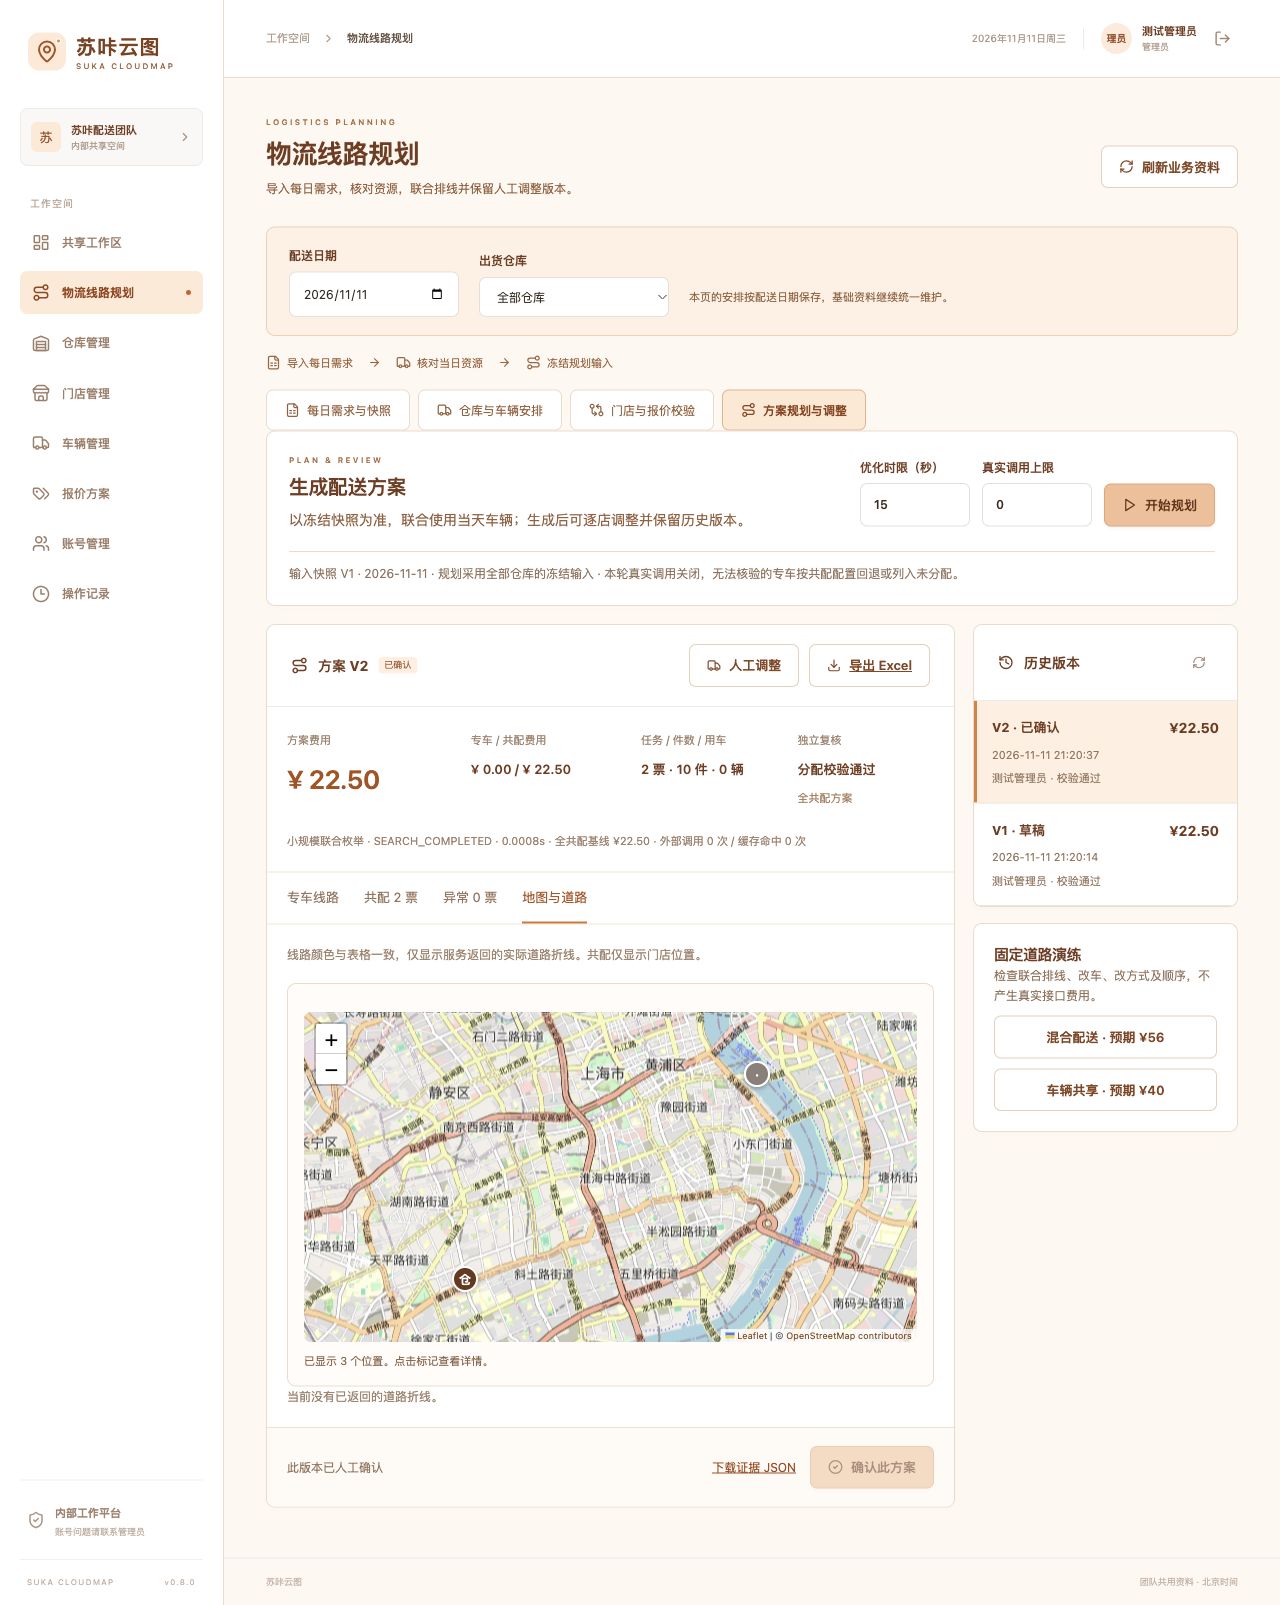 苏咔云图
SUKA CLOUDMAP
苏
苏咔配送团队
内部共享空间
工作空间
共享工作区
物流线路规划
仓库管理
门店管理
车辆管理
报价方案
账号管理
操作记录
内部工作平台
账号问题请联系管理员
SUKA CLOUDMAP v0.8.0
工作空间 物流线路规划
2026年11月11日周三
理员
测试管理员
管理员
LOGISTICS PLANNING
物流线路规划
导入每日需求，核对资源，联合排线并保留人工调整版本。
刷新业务资料
配送日期
2026/11/11
出货仓库
全部仓库
本页的安排按配送日期保存，基础资料继续统一维护。
导入每日需求 → 核对当日资源 → 冻结规划输入
每日需求与快照
仓库与车辆安排
门店与报价校验
方案规划与调整
PLAN & REVIEW
生成配送方案
以冻结快照为准，联合使用当天车辆；生成后可逐店调整并保留历史版本。
优化时限（秒）
15
真实调用上限
0
开始规划
输入快照 V1 · 2026-11-11 · 规划采用全部仓库的冻结输入 · 本轮真实调用关闭，无法核验的专车按共配配置回退或列入未分配。
方案 V2 已确认
人工调整
导出 Excel
方案费用
¥ 22.50
专车 / 共配费用
¥ 0.00 / ¥ 22.50
任务 / 件数 / 用车
2 票 · 10 件 · 0 辆
独立复核
分配校验通过
全共配方案
小规模联合枚举 · SEARCH_COMPLETED · 0.0008s · 全共配基线 ¥22.50 · 外部调用 0 次 / 缓存命中 0 次
专车线路
共配 2 票
异常 0 票
地图与道路
线路颜色与表格一致，仅显示服务返回的实际道路折线。共配仅显示门店位置。
+
−
石门二路街道
上海市
黄浦区
静安区
豫园街道
南京西路街道
小东门街道
淮海中路街道
湖南路街道
半淞园路街道
天平路街道
仓
斜土路街道
五里桥街道
南码头路街道
Leaflet | © OpenStreetMap contributors
已显示 3 个位置。点击标记查看详情。
当前没有已返回的道路折线。
此版本已人工确认
下载证据 JSON
确认此方案
历史版本
V2 · 已确认 ¥22.50
2026-11-11 21:20:37
测试管理员 · 校验通过
V1 · 草稿 ¥22.50
2026-11-11 21:20:14
测试管理员 · 校验通过
固定道路演练
检查联合排线、改车、改方式及顺序，不
产生真实接口费用。
混合配送 · 预期 ¥56
车辆共享 · 预期 ¥40
苏咔云图
团队共用资料 · 北京时间